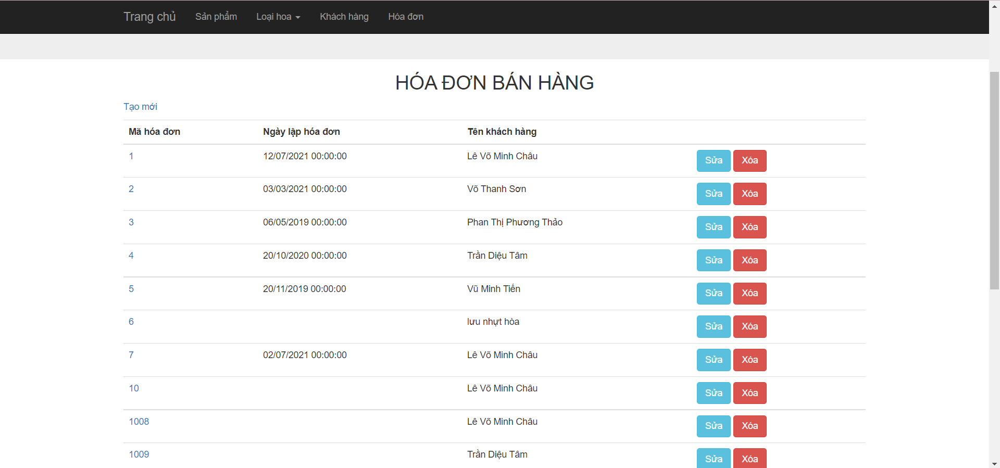 Trang chủ Sản phẩm Loại hoa Khách hàng Hóa đơn
HÓA ĐƠN BÁN HÀNG
Tạo mới
Mã hóa đơn Ngày lập hóa đơn Tên khách hàng
1 12/07/2021 00:00:00 Lê Võ Minh Châu Sửa Xóa
2 03/03/2021 00:00:00 Võ Thanh Sơn Sửa Xóa
3 06/05/2019 00:00:00 Phan Thị Phương Thảo Sửa Xóa
4 20/10/2020 00:00:00 Trần Diệu Tâm Sửa Xóa
5 20/11/2019 00:00:00 Vũ Minh Tiến Sửa Xóa
6 lưu nhựt hòa Sửa Xóa
7 02/07/2021 00:00:00 Lê Võ Minh Châu Sửa Xóa
10 Lê Võ Minh Châu Sửa Xóa
1008 Lê Võ Minh Châu Sửa Xóa
1009 Trần Diệu Tâm Sửa Xóa